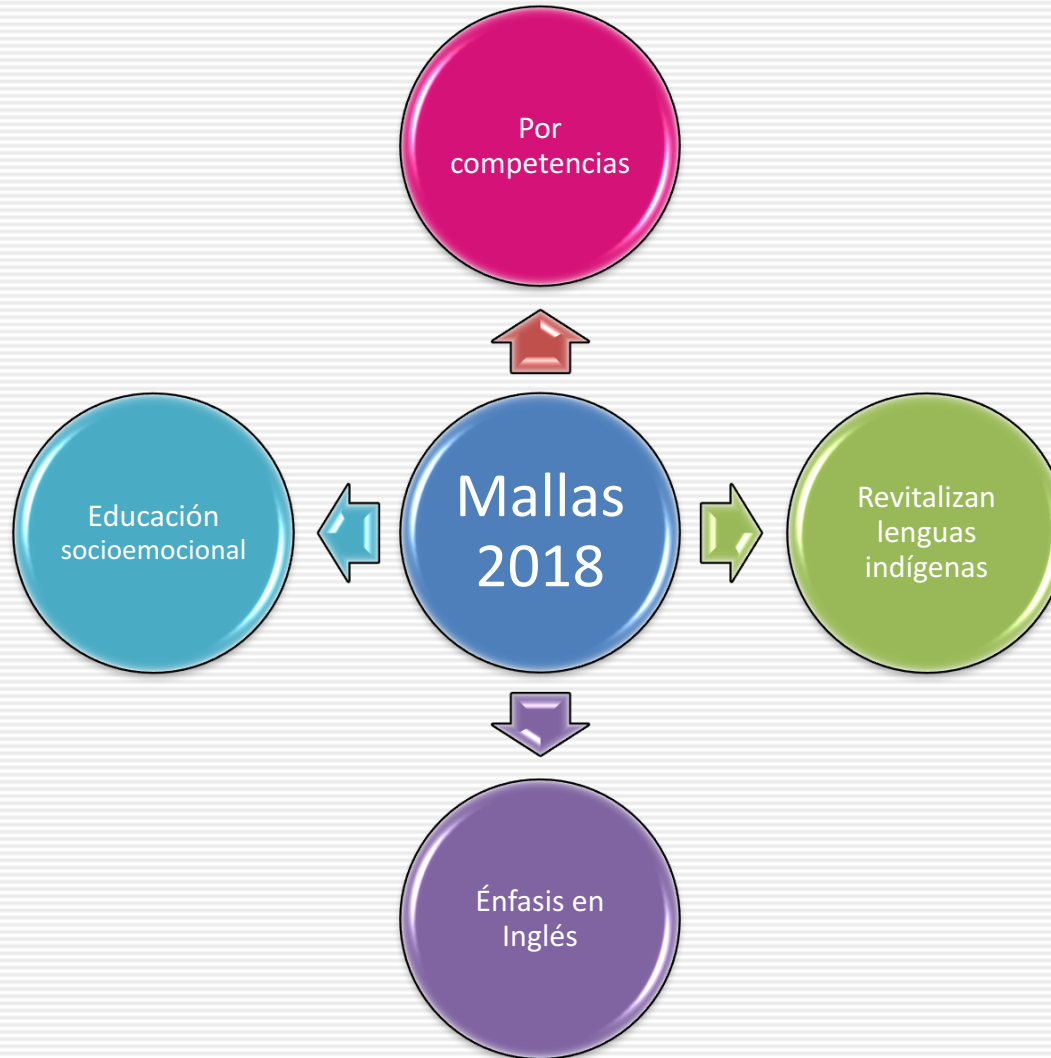 Por
competencias
Educación
socioemocional
Mallas
2018
Revitalizan
lenguas
indígenas
Énfasis en
Inglés